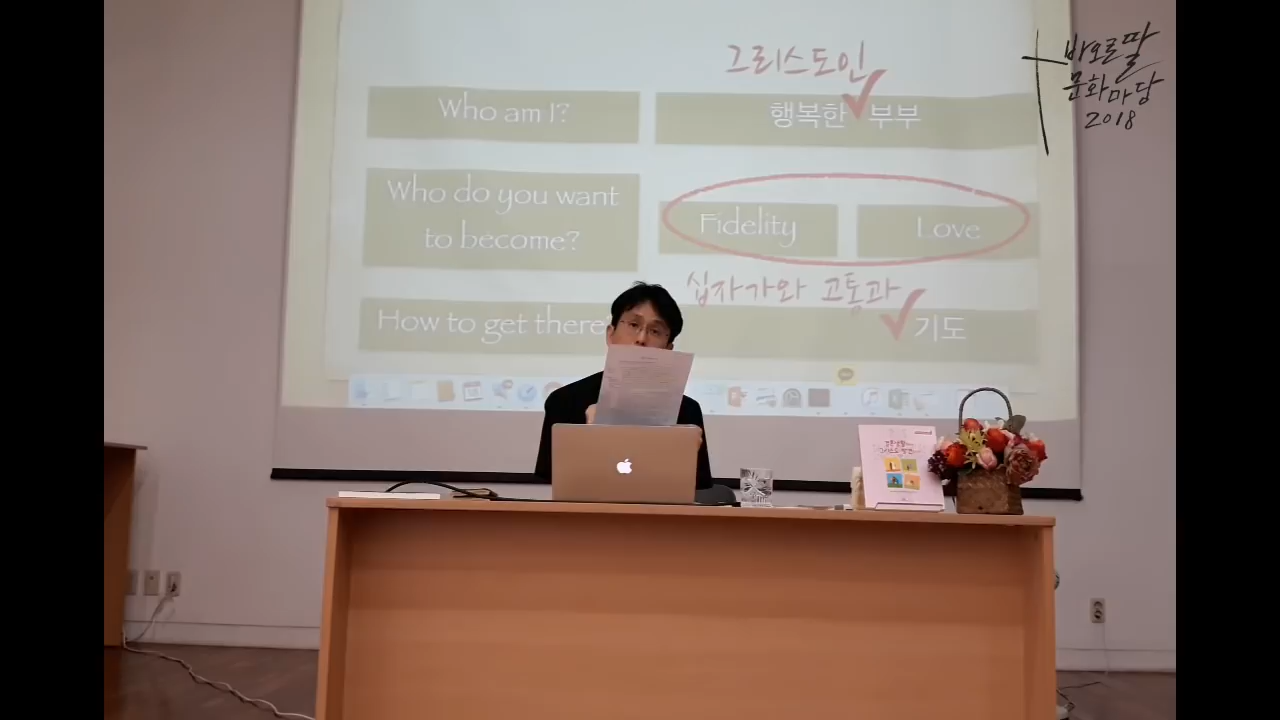 그리스도인
Who am I?
행복한 부부
Who do you want
to become?
Fidelity
Love
십자가와 고통과
How to get there
기도
바오로딸
문화마당
2018